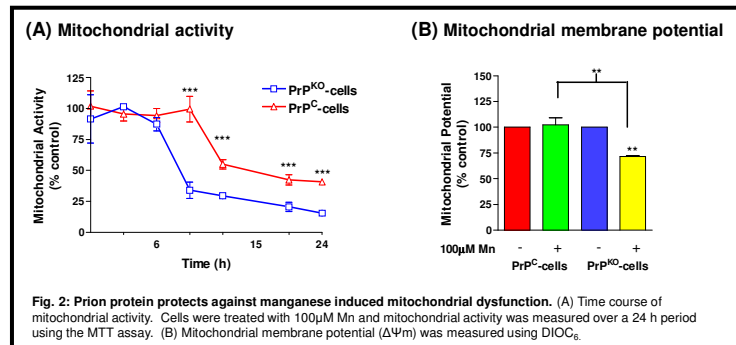 (A) Mitochondrial activity
(B) Mitochondrial membrane potential
Mitochondrial Activity
(% control)
125
100
75
50
25
0
***
***
***
***
PrPKO-cells
PrPC-cells
6
15
24
Time (h)
Mitochondrial Potential
(% control)
150
125
100
75
50
25
0
**
**
100µM Mn
-
+
-
+
PrPC-cells
PrPKO-cells
Fig. 2: Prion protein protects against manganese induced mitochondrial dysfunction. (A) Time course of
mitochondrial activity. Cells were treated with 100µM Mn and mitochondrial activity was measured over a 24 h period
using the MTT assay. (B) Mitochondrial membrane potential (ΔΨm) was measured using DIOC6.